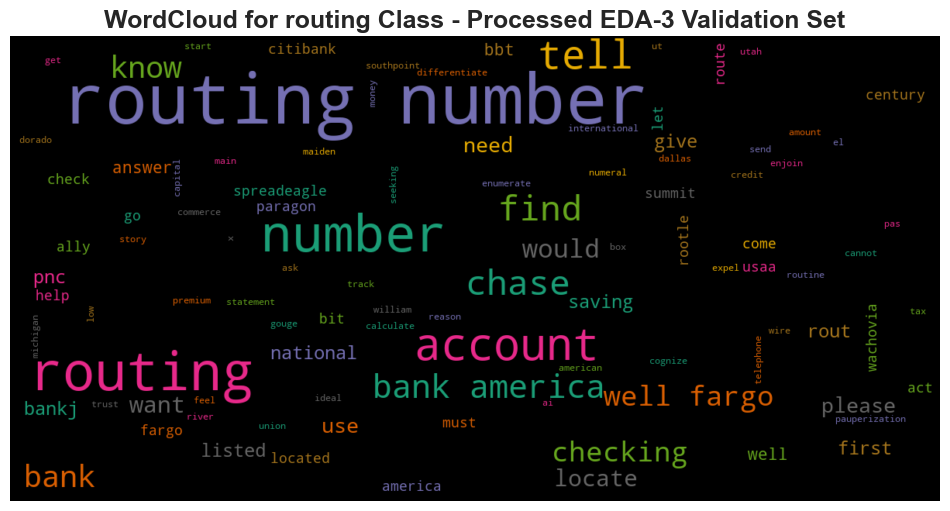 WordCloud for routing Class - Processed EDA-3 Validation Set
start
citibank
bbt
tell
ut
utah
route
get
know
southpoint
differentiate
money
century
routing number
let
international
dorado
maiden
need
give
amount
el
send
main
answer
capital
dallas
enjoin
check
seeking
enumerate
numeral
credit
spreadeagle
summit
paragon
find
go
commerce
pas
story
x
number
would
box
rootle
come
ally
cannot
ask
expel
usaa
routine
pnc
help
track
chase
saving
premium
statement
william
low
bit
reason
tax
gouge
calculate
michigan
wire
rout
wachovia
national
account
cognize
routing
american
telephone
bank america
well fargo
act
feel
ideal
bankj
trust
want
ai
please
river
pauperization
fargo
union
use
must
listed
located
checking
well
first
bank
america
locate